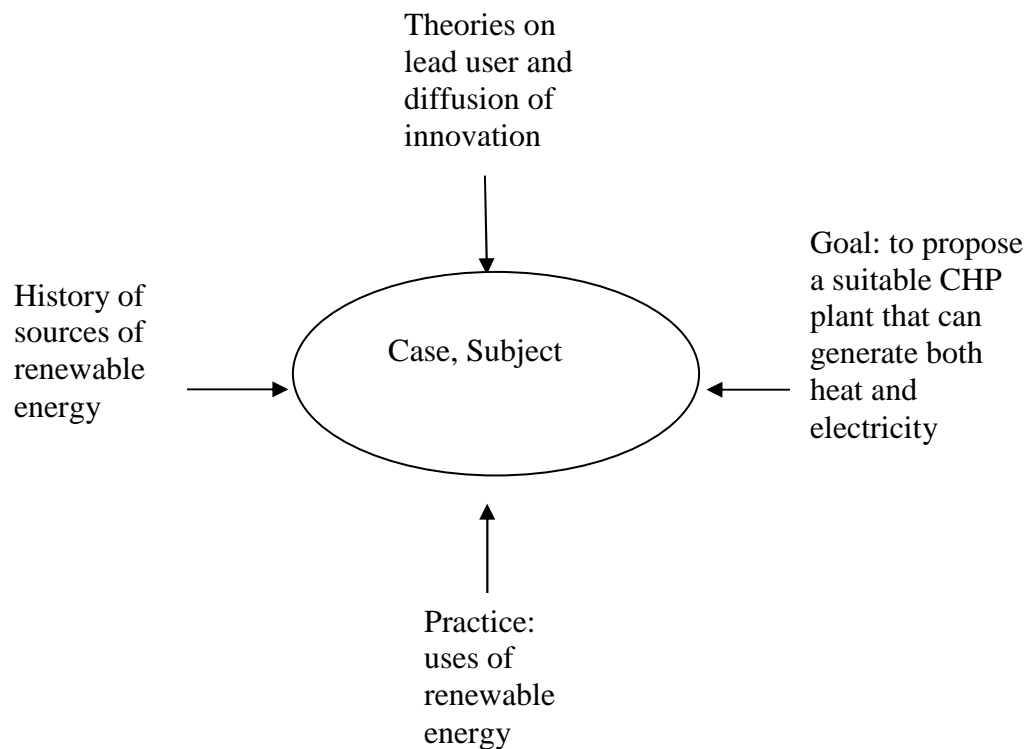 Theories on
lead user and
diffusion of
innovation
History of
sources of
renewable
energy
Case, Subject
Goal: to propose
a suitable CHP
plant that can
generate both
heat and
electricity
Practice:
uses of
renewable
energy